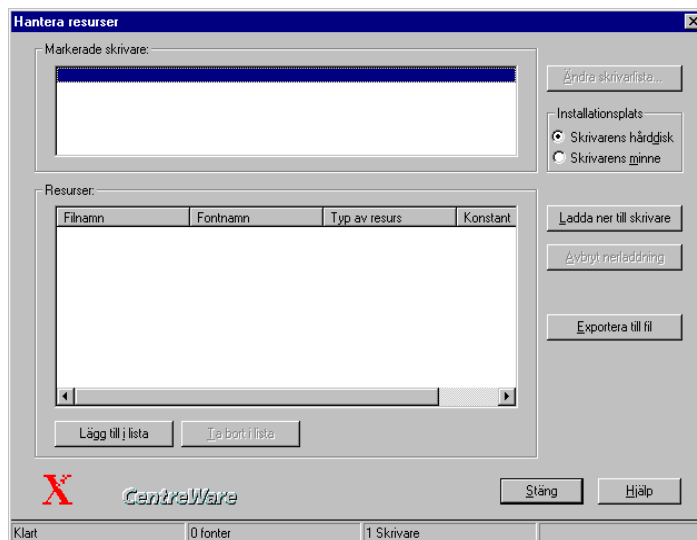 Hantera resurser
Markerade skrivare:
Ändra skrivarlista...
Installationsplats
Skrivarens hårddisk
Skrivarens minne
Resurser:
Filnamn Fontnamn Typ av resurs Konstant
Ladda ner till skrivare
Avbryt nerladdning
Exportera till fil
Lägg till i lista Ta bort i lista
X CentreWare Stäng Hjälp
Klart 0 fonter 1 Skrivare